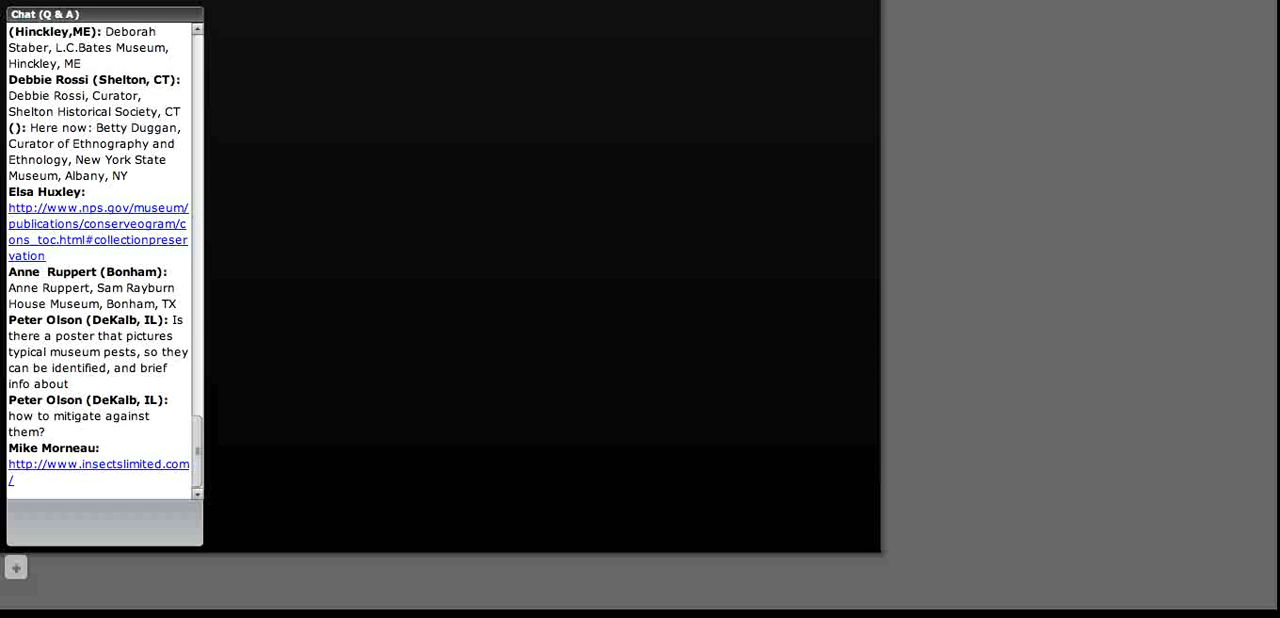 Chat (Q & A)
(Hinckley,ME): Deborah
Staber, L.C.Bates Museum,
Hinckley, ME
Debbie Rossi (Shelton, CT):
Debbie Rossi, Curator,
Shelton Historical Society, CT
(): Here now: Betty Duggan,
Curator of Ethnography and
Ethnology, New York State
Museum, Albany, NY
Elsa Huxley:
http://www.nps.gov/museum/
publications/conserveogram/c
ons_toc.html#collectionpreser
vation
Anne  Ruppert (Bonham):
Anne Ruppert, Sam Rayburn
House Museum, Bonham, TX
Peter Olson (DeKalb, IL): Is
there a poster that pictures
typical museum pests, so they
can be identified, and brief
info about
Peter Olson (DeKalb, IL):
how to mitigate against
them?
Mike Morneau:
http://www.insectslimited.com
/